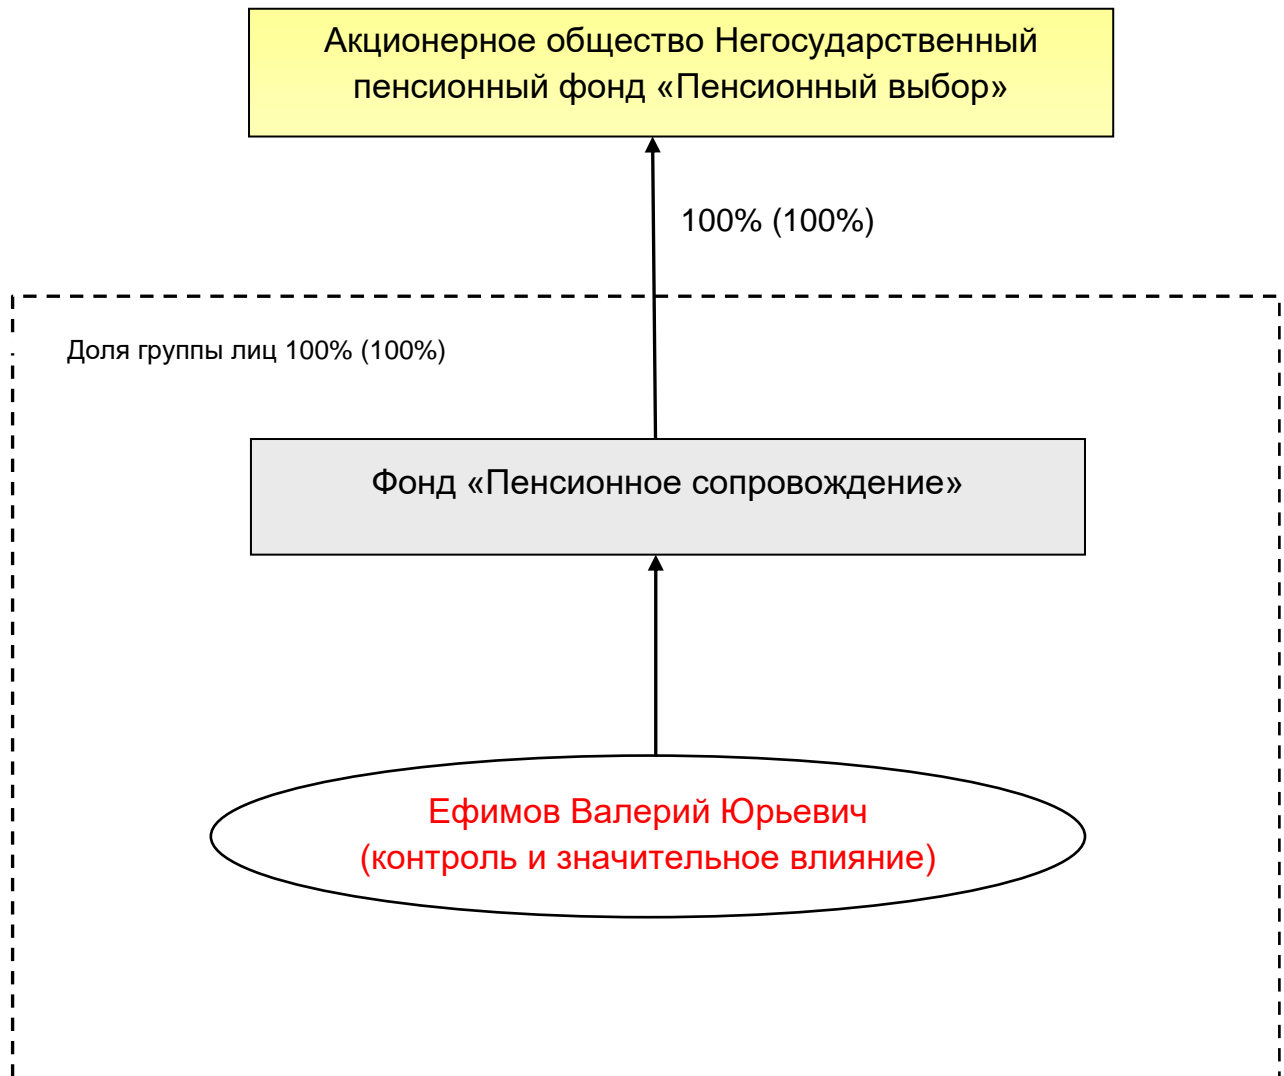 Акционерное общество Негосударственный
пенсионный фонд «Пенсионный выбор»
100% (100%)
Доля группы лиц 100% (100%)
Фонд «Пенсионное сопровождение»
Ефимов Валерий Юрьевич
(контроль и значительное влияние)